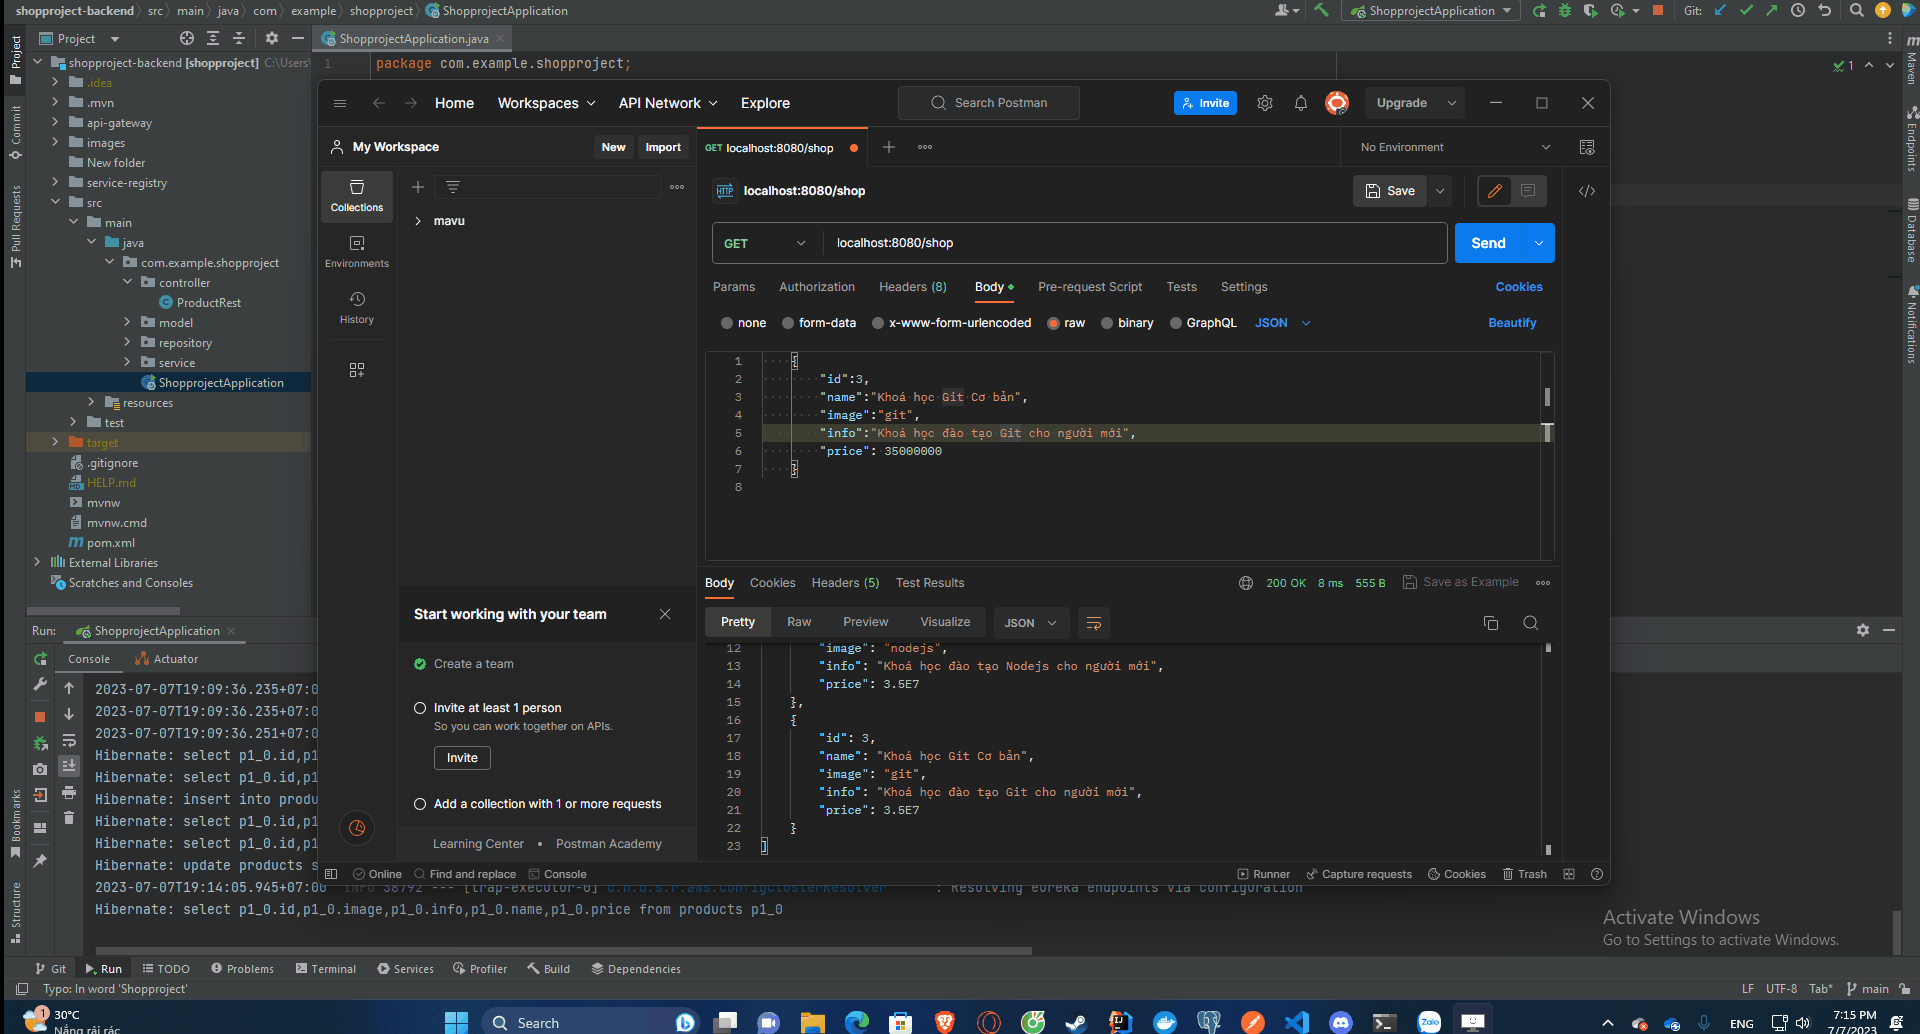 shopproject-backend src main java com example shopproject ShopprojectApplication
ShopprojectApplication Git:
Project
ShopprojectApplication.java
shopproject-backend [shopproject] C:\Users\
.idea
.mvn
api-gateway
images
New folder
service-registry
src
main
java
com.example.shopproject
controller
ProductRest
model
repository
service
ShopprojectApplication
resources
test
target
.gitignore
HELP.md
mvnw
mvnw.cmd
pom.xml
External Libraries
Scratches and Consoles
Project
Commit
Pull Requests
Bookmarks
Structure
1 package com.example.shopproject;
1
Maven
Endpoints
Database
Notifications
Home Workspaces API Network Explore
Search Postman
Invite
Upgrade
My Workspace New Import
GET localhost:8080/shop
No Environment
Collections
Environments
History
mavu
HTTP localhost:8080/shop
Save
GET localhost:8080/shop
Send
Params Authorization Headers (8) Body Pre-request Script Tests Settings Cookies
none form-data x-www-form-urlencoded raw binary GraphQL JSON Beautify
1 {
2 "id":3,
3 "name":"Khoá học Git Cơ bản",
4 "image":"git",
5 "info":"Khoá học đào tạo Git cho người mới",
6 "price": 35000000
7 }
8
Body Cookies Headers (5) Test Results
200 OK 8 ms 555 B Save as Example
Pretty Raw Preview Visualize JSON
12 "image": "nodejs",
13 "info": "Khoá học đào tạo Nodejs cho người mới",
14 "price": 3.5E7
15 },
16 {
17 "id": 3,
18 "name": "Khoá học Git Cơ bản",
19 "image": "git",
20 "info": "Khoá học đào tạo Git cho người mới",
21 "price": 3.5E7
22 }
23 ]
Start working with your team
Create a team
Invite at least 1 person
So you can work together on APIs.
Invite
Add a collection with 1 or more requests
Learning Center • Postman Academy
Online Find and replace Console
Runner Capture requests Cookies Trash
Run: ShopprojectApplication
Console Actuator
2023-07-07T19:09:36.235+07:0
2023-07-07T19:09:36.235+07:0
2023-07-07T19:09:36.251+07:0
Hibernate: select p1_0.id,p1
Hibernate: select p1_0.id,p1
Hibernate: insert into produ
Hibernate: select p1_0.id,p1
Hibernate: select p1_0.id,p1
Hibernate: update products s
2023-07-07T19:14:05.945+07:00 INFO 38792 --- [trap-executor-0] c.n.d.s.r.aws.ConfigClusterResolver : Resolving eureka endpoints via configuration
Hibernate: select p1_0.id,p1_0.image,p1_0.info,p1_0.name,p1_0.price from products p1_0
Activate Windows
Go to Settings to activate Windows.
Git Run TODO Problems Terminal Services Profiler Build Dependencies
Typo: In word 'Shopproject'
LF UTF-8 Tab* main
1 30°C
Nắng rải rác
Search
Zalo
ENG
7:15 PM
7/7/2023